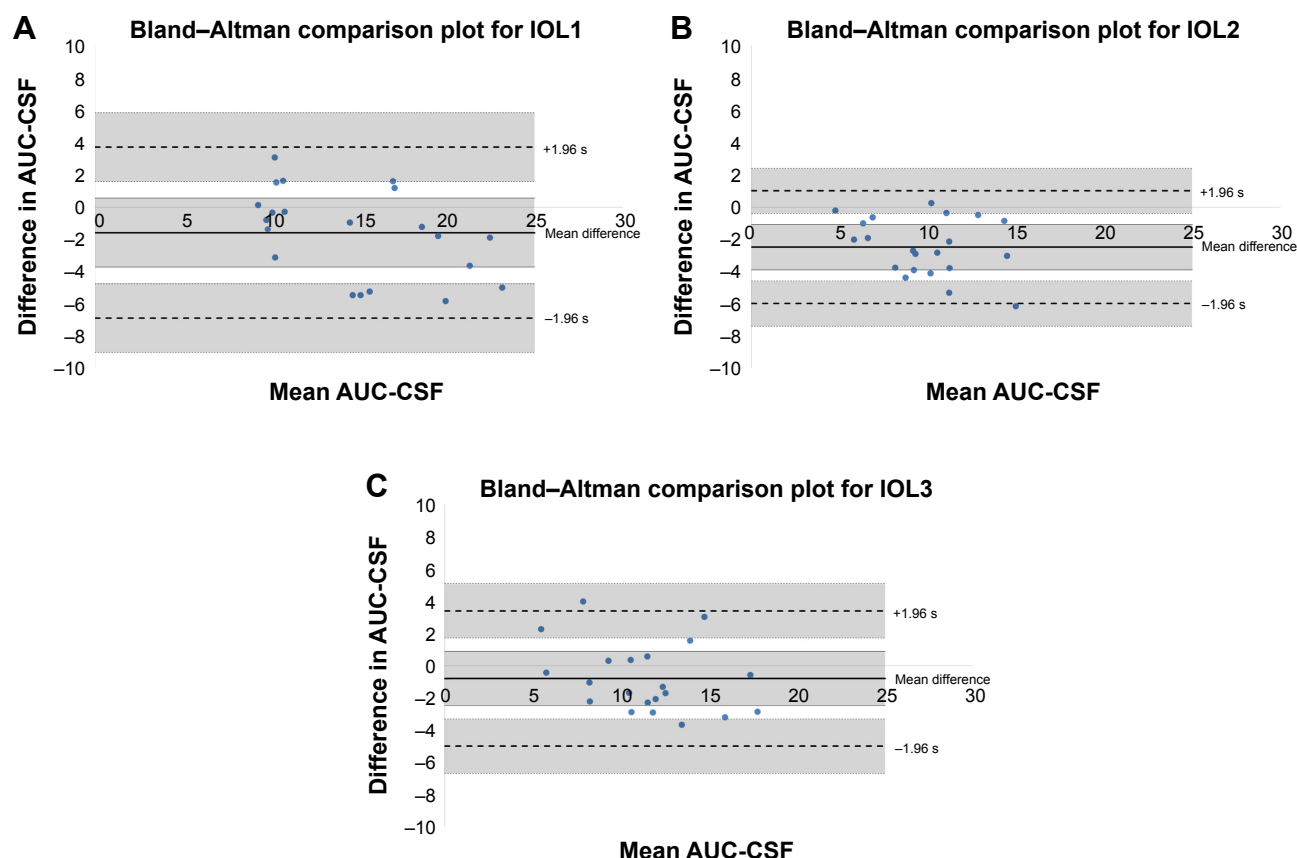 A
Bland–Altman comparison plot for IOL1
Difference in AUC-CSF
10
8
6
4
2
0
–2
–4
–6
–8
–10
0 5 10 15 20 25 30
+1.96 s
Mean difference
–1.96 s
Mean AUC-CSF
B
Bland–Altman comparison plot for IOL2
Difference in AUC-CSF
10
8
6
4
2
0
–2
–4
–6
–8
–10
0 5 10 15 20 25 30
+1.96 s
Mean difference
–1.96 s
Mean AUC-CSF
C
Bland–Altman comparison plot for IOL3
Difference in AUC-CSF
10
8
6
4
2
0
–2
–4
–6
–8
–10
0 5 10 15 20 25 30
+1.96 s
Mean difference
–1.96 s
Mean AUC-CSF